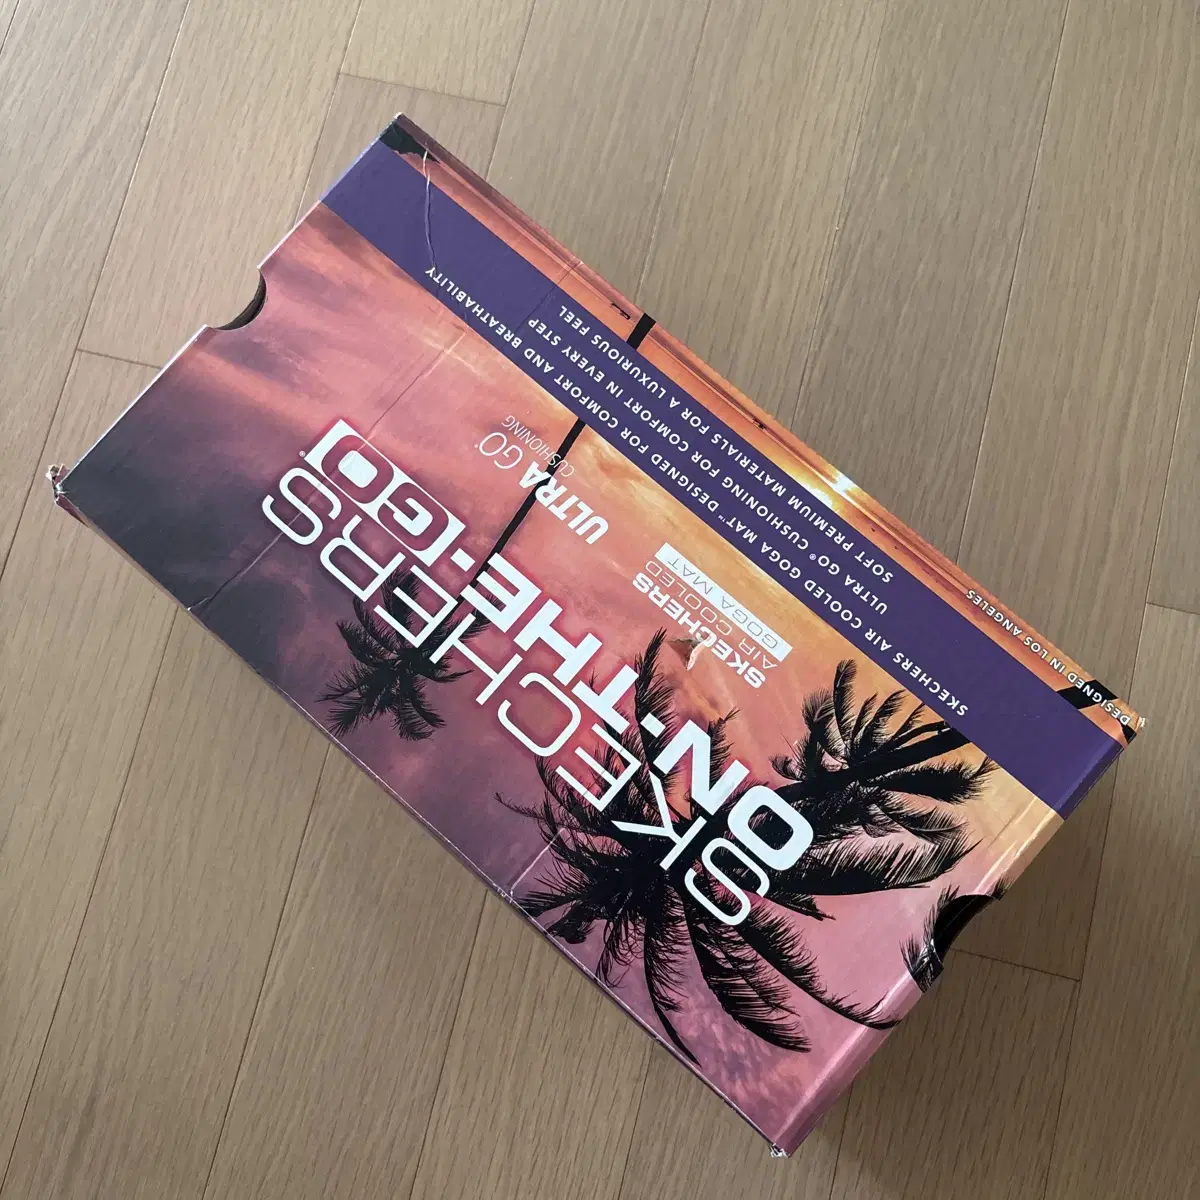 SKECHERS®
ON-THE-GO
SKECHERS
AIR COOLED
GOGA MAT
ULTRA GO®
CUSHIONING
SKECHERS AIR COOLED GOGA MAT™ DESIGNED FOR COMFORT AND BREATHABILITY
ULTRA GO® CUSHIONING FOR COMFORT IN EVERY STEP
SOFT PREMIUM MATERIALS FOR A LUXURIOUS FEEL
DESIGNED IN LOS ANGELES